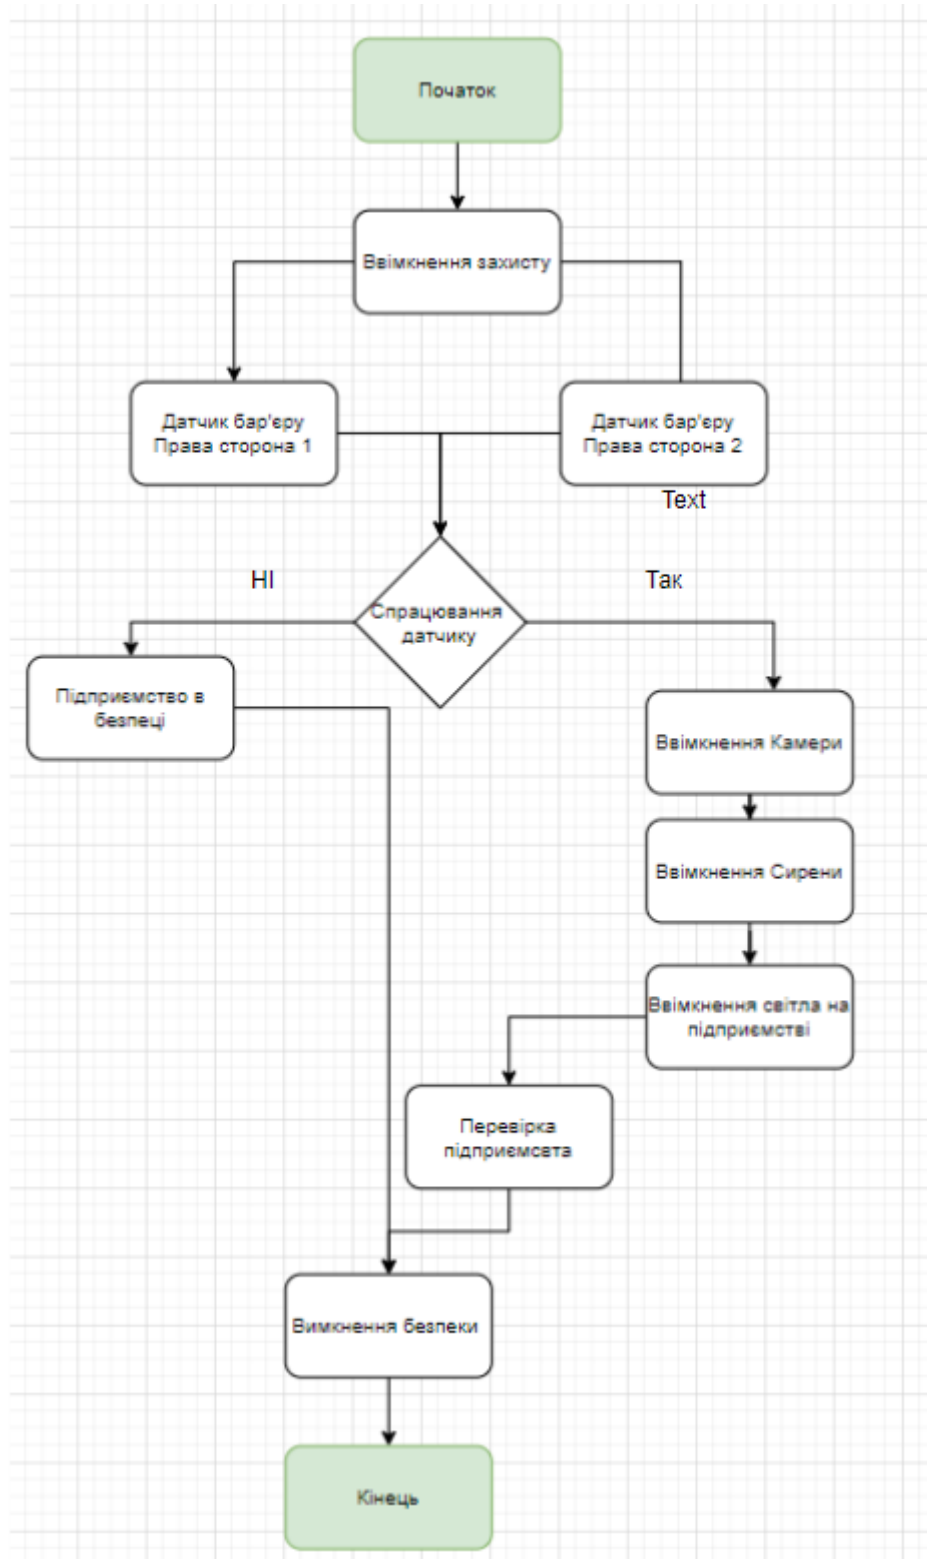 Початок
Ввімкнення захисту
Датчик бар'єру
Права сторона 1
Датчик бар'єру
Права сторона 2
Text
НІ
Так
Спрацювання
датчику
Підприємство в
безпеці
Ввімкнення Камери
Ввімкнення Сирени
Ввімкнення світла на
підприємстві
Перевірка
підприємсвта
Вимкнення безпеки
Кінець